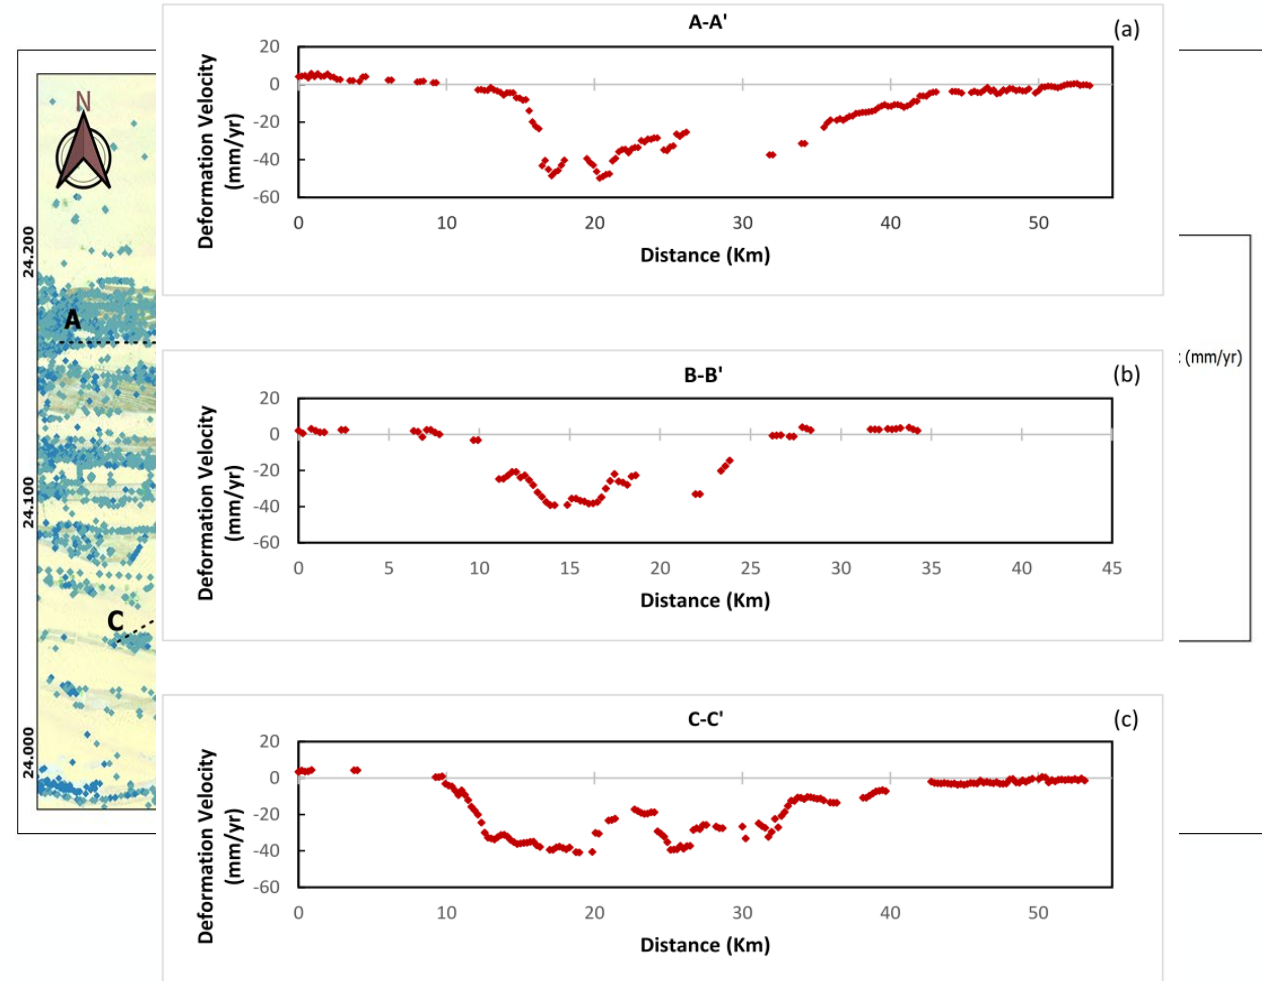 N
24.200
A
24.100
C
24.000
A-A'
(a)
Deformation Velocity
(mm/yr)
20
0
-20
-40
-60
0 10 20 30 40 50
Distance (Km)
B-B'
(b)
Deformation Velocity
(mm/yr)
20
0
-20
-40
-60
0 5 10 15 20 25 30 35 40 45
Distance (Km)
C-C'
(c)
Deformation Velocity
(mm/yr)
20
0
-20
-40
-60
0 10 20 30 40 50
Distance (Km)
(mm/yr)